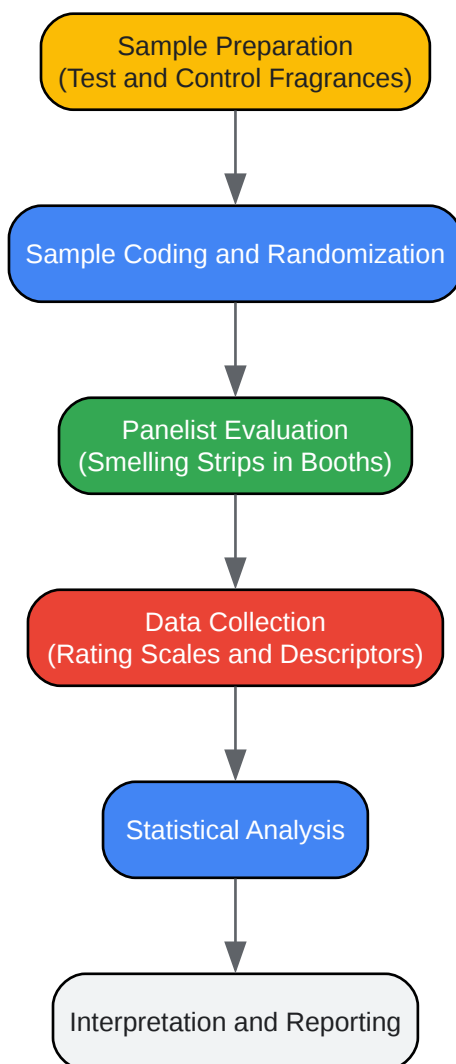 Sample Preparation
(Test and Control Fragrances)
Sample Coding and Randomization
Panelist Evaluation
(Smelling Strips in Booths)
Data Collection
(Rating Scales and Descriptors)
Statistical Analysis
Interpretation and Reporting